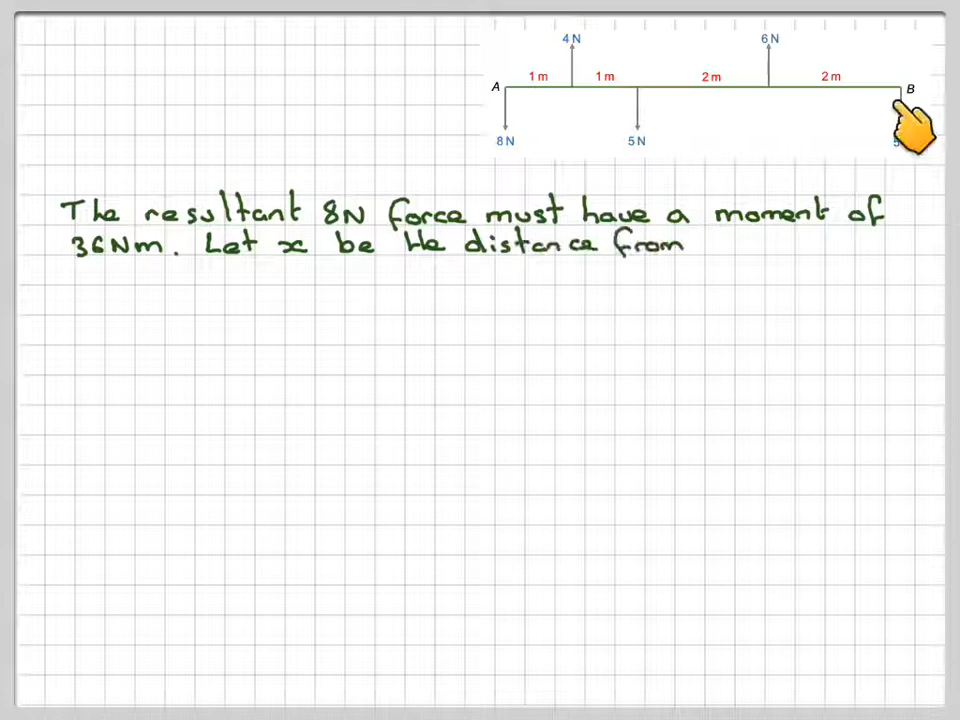 4 N 6 N
1 m 1 m 2 m 2 m
A B
8 N 5 N 5
The resultant 8N force must have a moment of
36Nm. Let x be the distance from